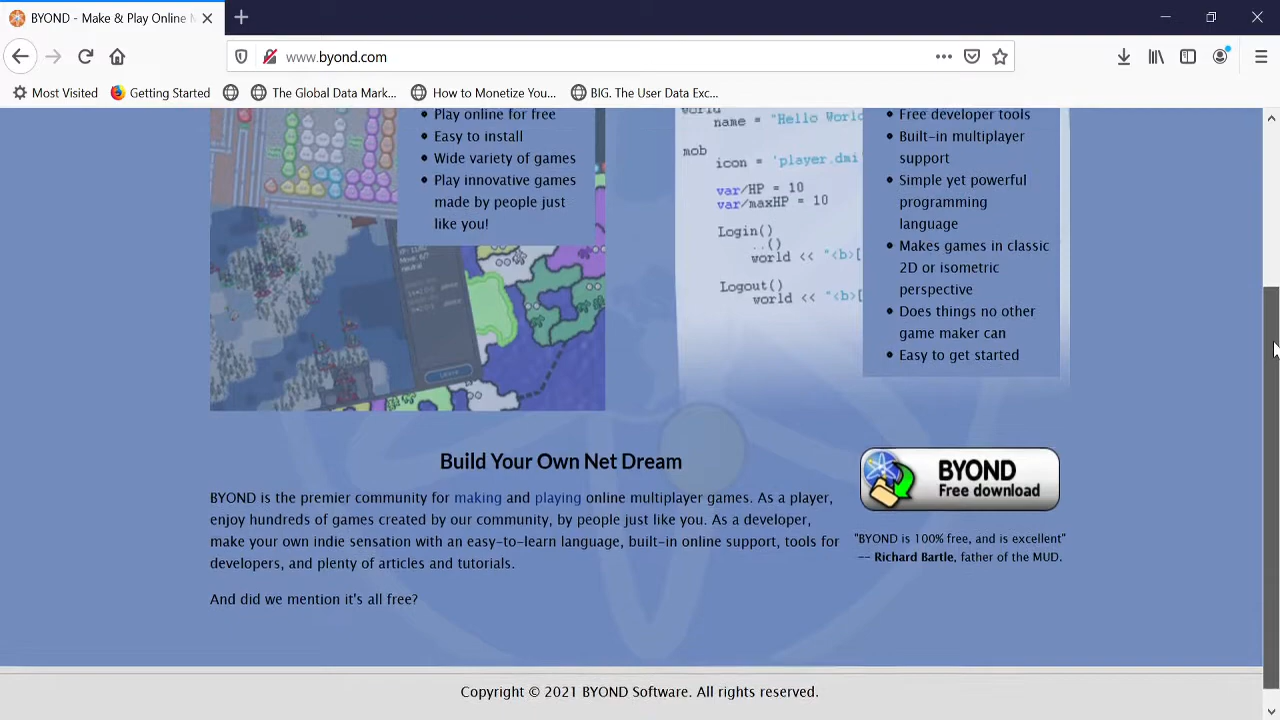 BYOND - Make & Play Online
www.byond.com
Most Visited
Getting Started
The Global Data Mark...
How to Monetize You...
BIG. The User Data Exc...
Play online for free
Easy to install
Wide variety of games
Play innovative games
made by people just
like you!
world
name = "Hello World
mob
icon = 'player.dmi'
var/HP = 10
var/maxHP = 10
Login()
..()
world << "<b>[
Logout()
world << "<b>[
Free developer tools
Built-in multiplayer
support
Simple yet powerful
programming
language
Makes games in classic
2D or isometric
perspective
Does things no other
game maker can
Easy to get started
Build Your Own Net Dream
BYOND is the premier community for making and playing online multiplayer games. As a player,
enjoy hundreds of games created by our community, by people just like you. As a developer,
make your own indie sensation with an easy-to-learn language, built-in online support, tools for
developers, and plenty of articles and tutorials.
And did we mention it's all free?
BYOND
Free download
"BYOND is 100% free, and is excellent"
-- Richard Bartle, father of the MUD.
Copyright © 2021 BYOND Software. All rights reserved.